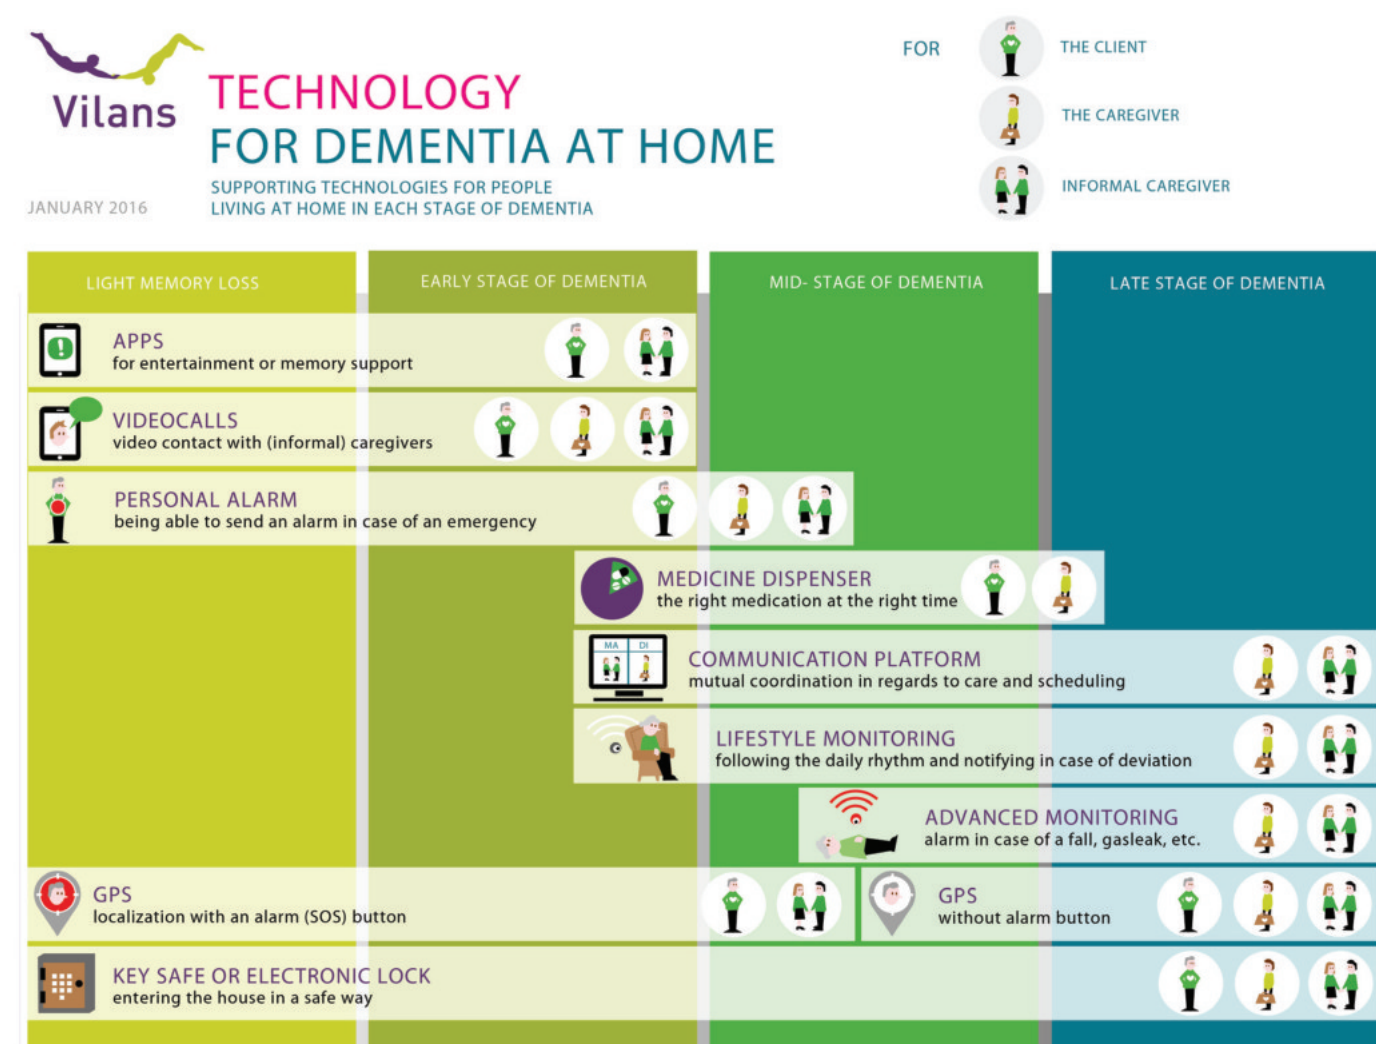 Vilans
TECHNOLOGY
FOR DEMENTIA AT HOME
SUPPORTING TECHNOLOGIES FOR PEOPLE
LIVING AT HOME IN EACH STAGE OF DEMENTIA
JANUARY 2016
FOR
THE CLIENT
THE CAREGIVER
INFORMAL CAREGIVER
LIGHT MEMORY LOSS
EARLY STAGE OF DEMENTIA
MID- STAGE OF DEMENTIA
LATE STAGE OF DEMENTIA
APPS
for entertainment or memory support
VIDEOCALLS
video contact with (informal) caregivers
PERSONAL ALARM
being able to send an alarm in case of an emergency
MEDICINE DISPENSER
the right medication at the right time
MA DI
COMMUNICATION PLATFORM
mutual coordination in regards to care and scheduling
LIFESTYLE MONITORING
following the daily rhythm and notifying in case of deviation
ADVANCED MONITORING
alarm in case of a fall, gasleak, etc.
GPS
localization with an alarm (SOS) button
GPS
without alarm button
KEY SAFE OR ELECTRONIC LOCK
entering the house in a safe way